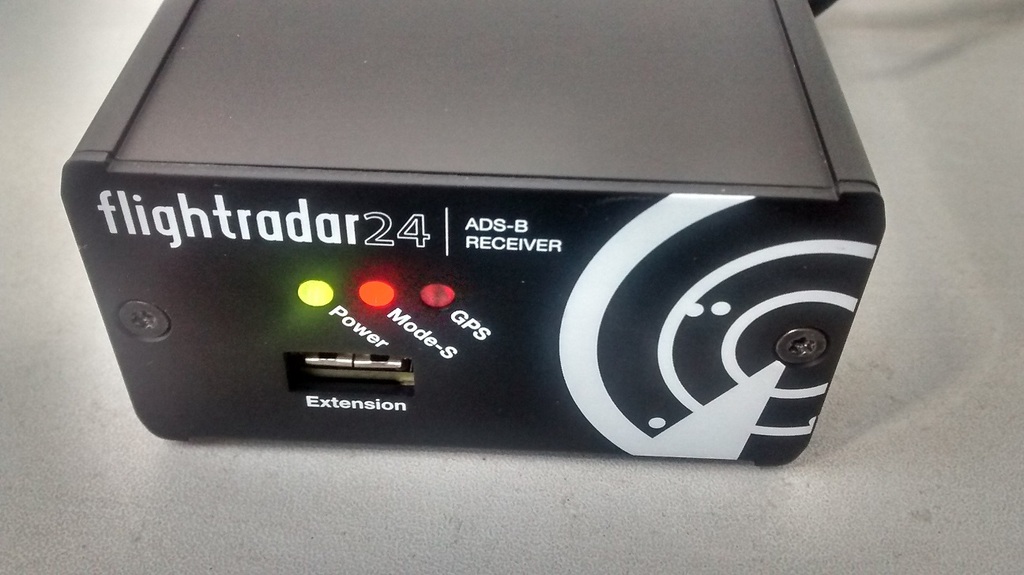 flightradar24
ADS-B
RECEIVER
Power
Mode-S
GPS
Extension